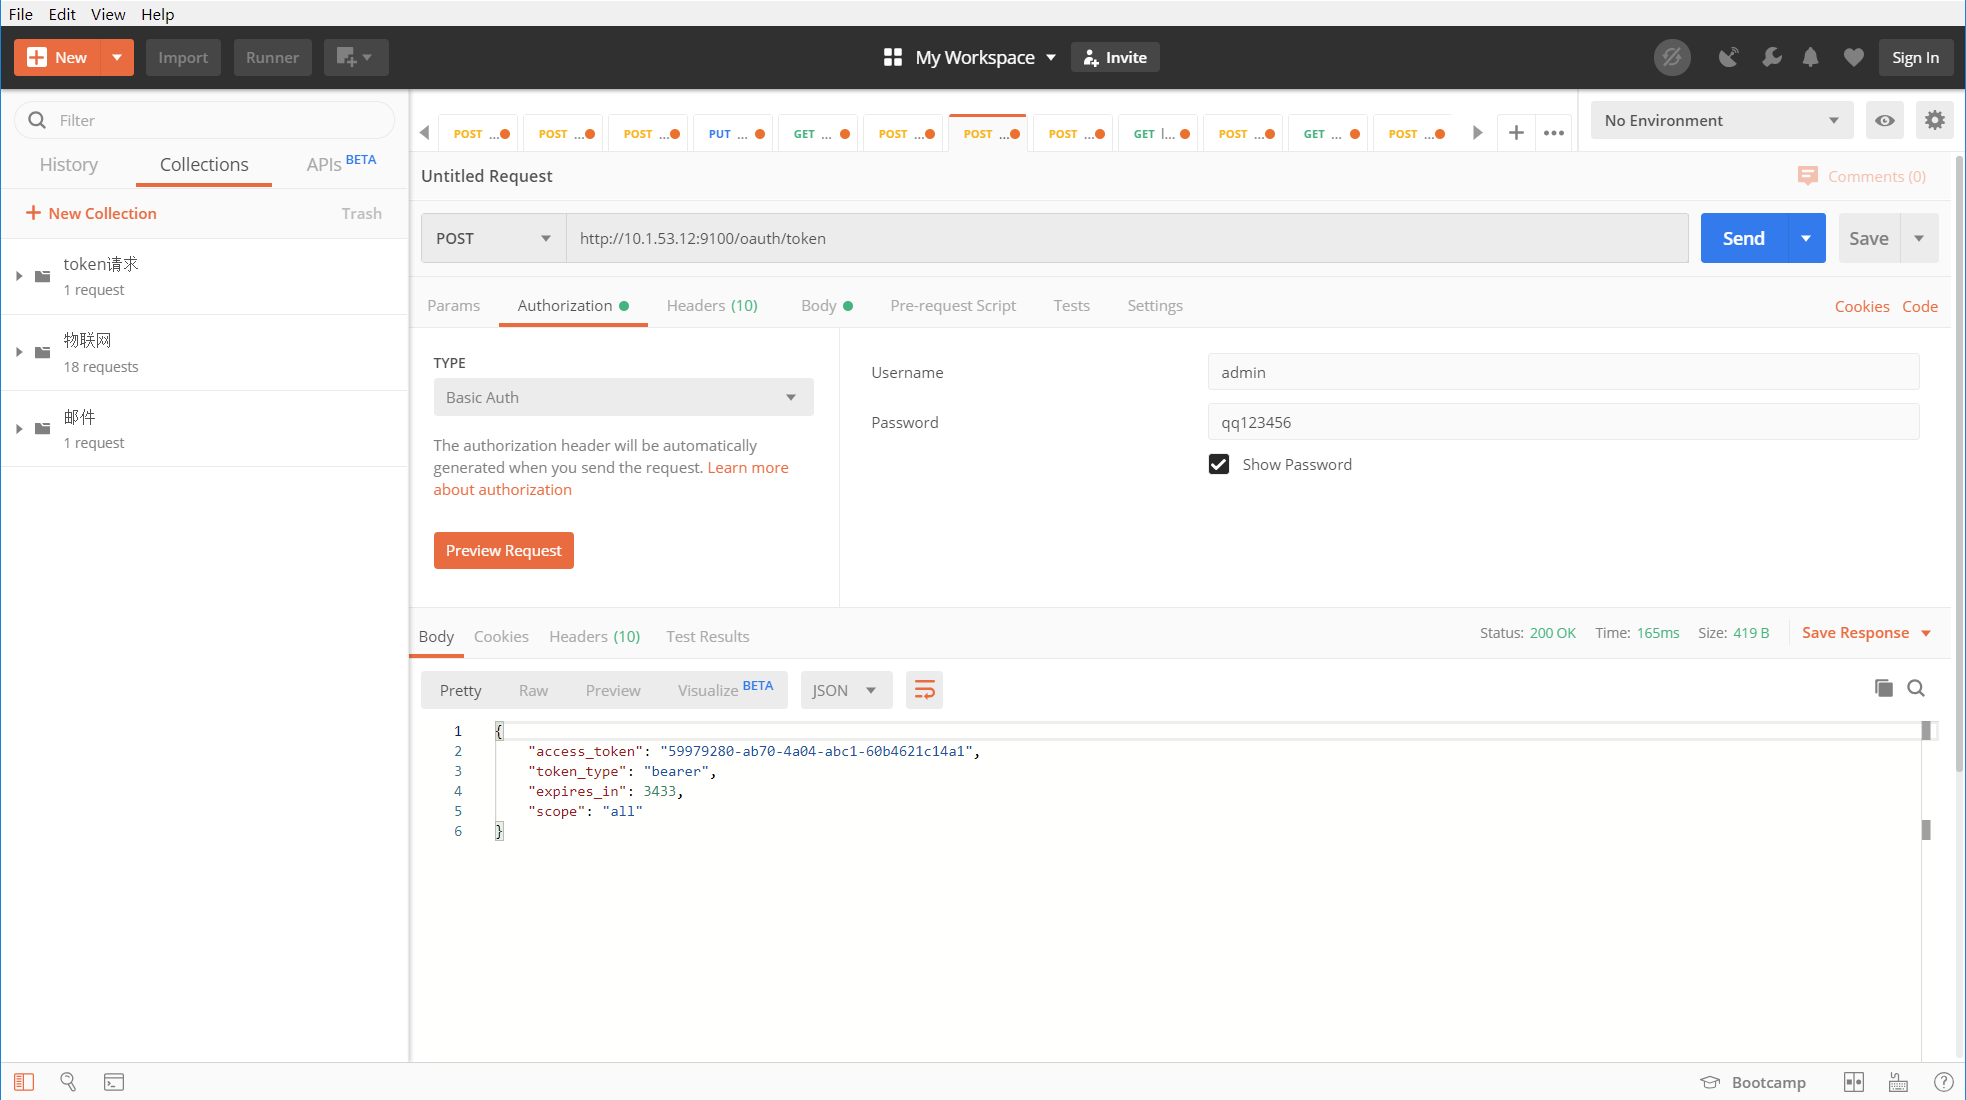 File Edit View Help
New Import Runner My Workspace Invite Sign In
Filter
History Collections APIs BETA
New Collection Trash
token请求
1 request
物联网
18 requests
邮件
1 request
POST ... POST ... POST ... PUT ... GET ... POST ... POST ... POST ... GET |... POST ... GET ... POST ...
No Environment
Untitled Request Comments (0)
POST http://10.1.53.12:9100/oauth/token Send Save
Params Authorization Headers (10) Body Pre-request Script Tests Settings Cookies Code
TYPE
Basic Auth
The authorization header will be automatically
generated when you send the request. Learn more
about authorization
Preview Request
Username admin
Password qq123456
Show Password
Body Cookies Headers (10) Test Results Status: 200 OK Time: 165ms Size: 419 B Save Response
Pretty Raw Preview Visualize BETA JSON
1 {
2 "access_token": "59979280-ab70-4a04-abc1-60b4621c14a1",
3 "token_type": "bearer",
4 "expires_in": 3433,
5 "scope": "all"
6 }
Bootcamp